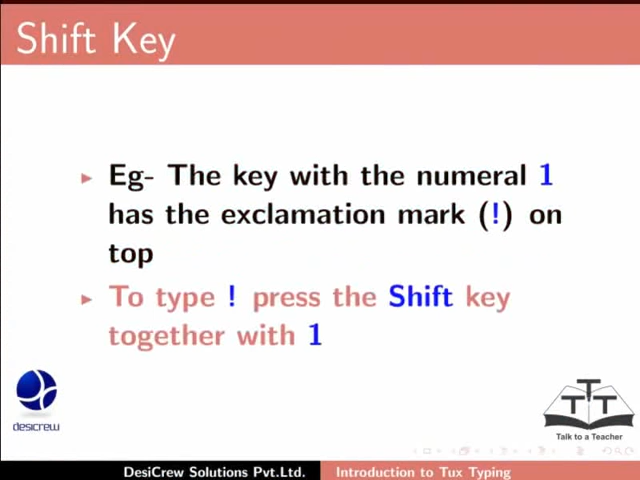 Shift Key
Eg- The key with the numeral 1
has the exclamation mark (!) on
top
To type ! press the Shift key
together with 1
desicrew
TTT
Talk to a Teacher
DesiCrew Solutions Pvt.Ltd. Introduction to Tux Typing